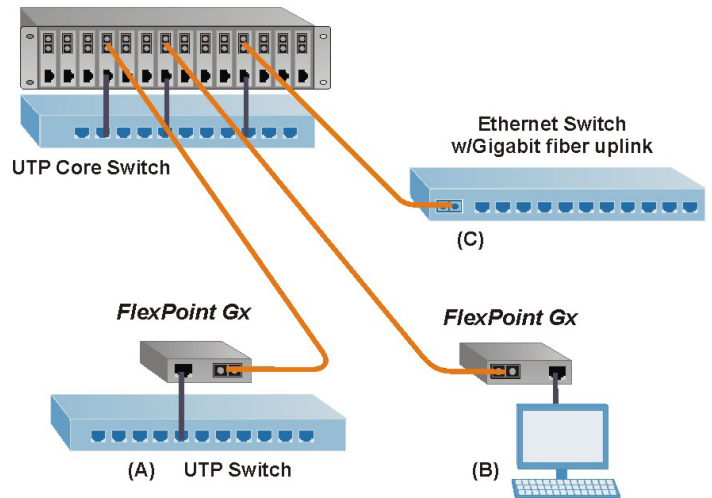 UTP Core Switch
Ethernet Switch
w/Gigabit fiber uplink
(C)
FlexPoint Gx
FlexPoint Gx
(A) UTP Switch
(B)